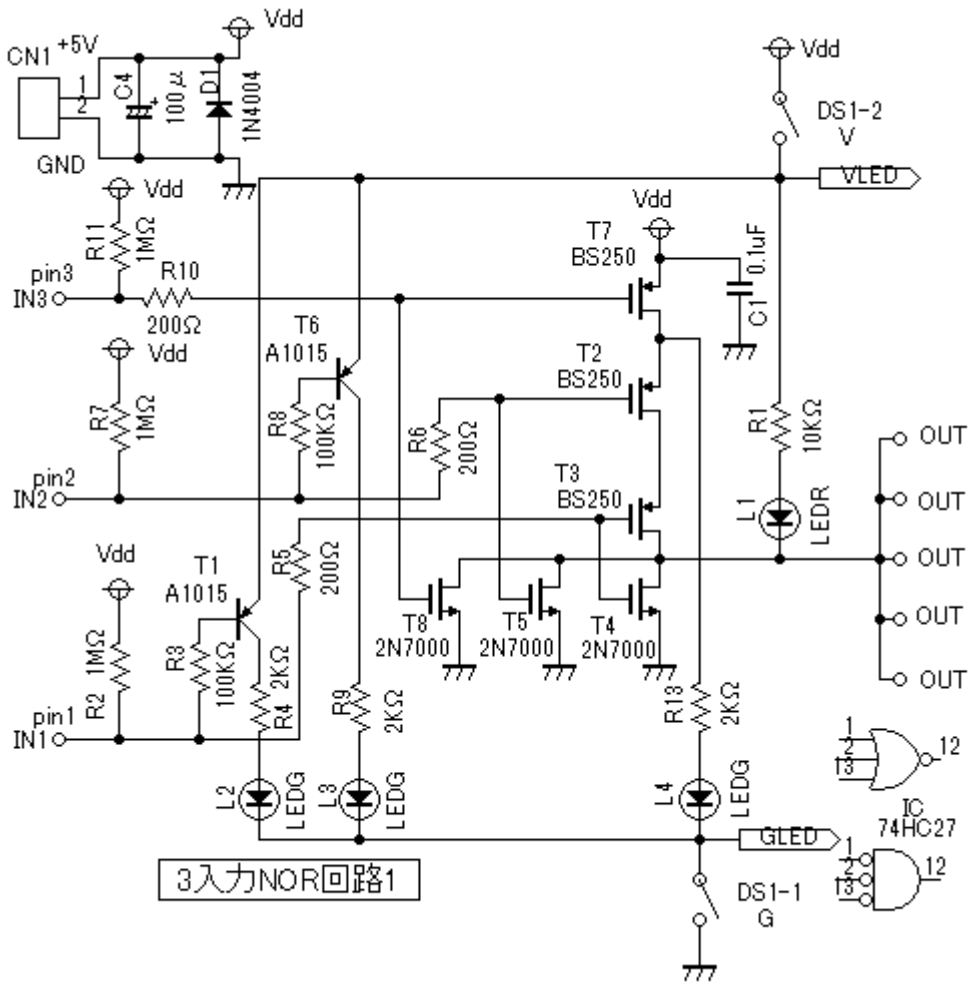 Vdd
CN1
+5V
1
2
C4
100μ
D1
1N4004
GND
Vdd
DS1-2
V
VLED
Vdd
R11
1MΩ
pin3
IN3
R10
200Ω
Vdd
T7
BS250
0.1uF
C1
Vdd
R7
1MΩ
T6
A1015
R8
100KΩ
R6
200Ω
T2
BS250
R1
10KΩ
pin2
IN2
T3
BS250
L1
LEDR
OUT
OUT
OUT
OUT
OUT
Vdd
R2
1MΩ
T1
A1015
R3
100KΩ
R5
200Ω
R4
2KΩ
R9
2KΩ
T8
2N7000
T5
2N7000
T4
2N7000
R13
2KΩ
pin1
IN1
L2
LEDG
L3
LEDG
L4
LEDG
GLED
1
2
13
12
IC
74HC27
1
2
13
12
3入力NOR回路1
DS1-1
G